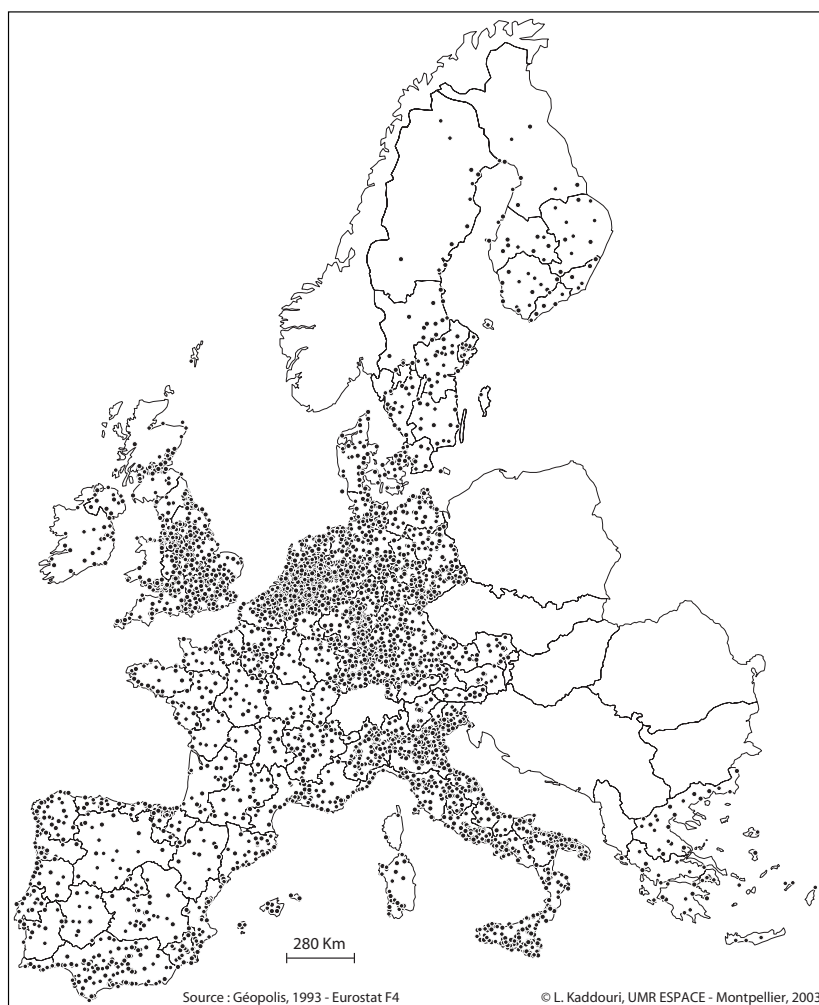 280 Km
Source : Géopolis, 1993 - Eurostat F4
© L. Kaddouri, UMR ESPACE - Montpellier, 2003